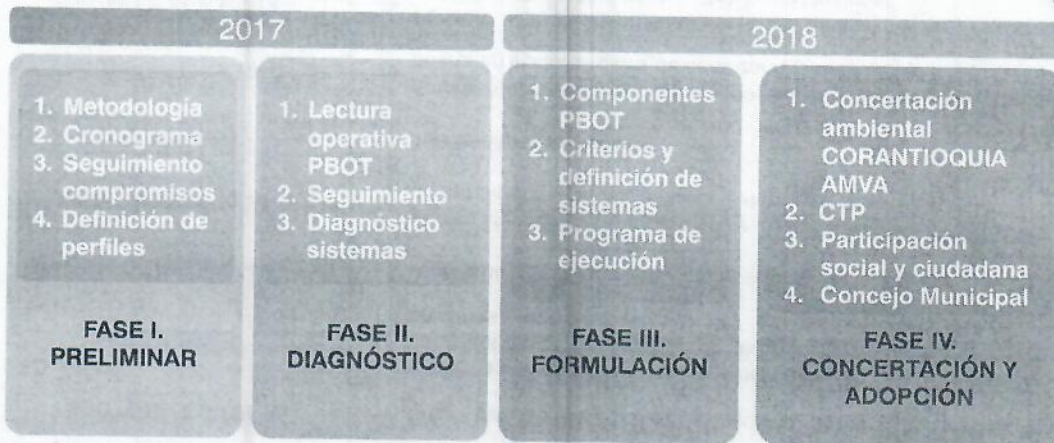 2017
1. Metodología
2. Cronograma
3. Seguimiento
compromisos
4. Definición de
perfiles
FASE I.
PRELIMINAR
1. Lectura
operativa
PBOT
2. Seguimiento
3. Diagnóstico
sistemas
FASE II.
DIAGNÓSTICO
2018
1. Componentes
PBOT
2. Criterios y
definición de
sistemas
3. Programa de
ejecución
FASE III.
FORMULACIÓN
1. Concertación
ambiental
CORANTIOQUIA
AMVA
2. CTP
3. Participación
social y ciudadana
4. Concejo Municipal
FASE IV.
CONCERTACIÓN Y
ADOPCIÓN